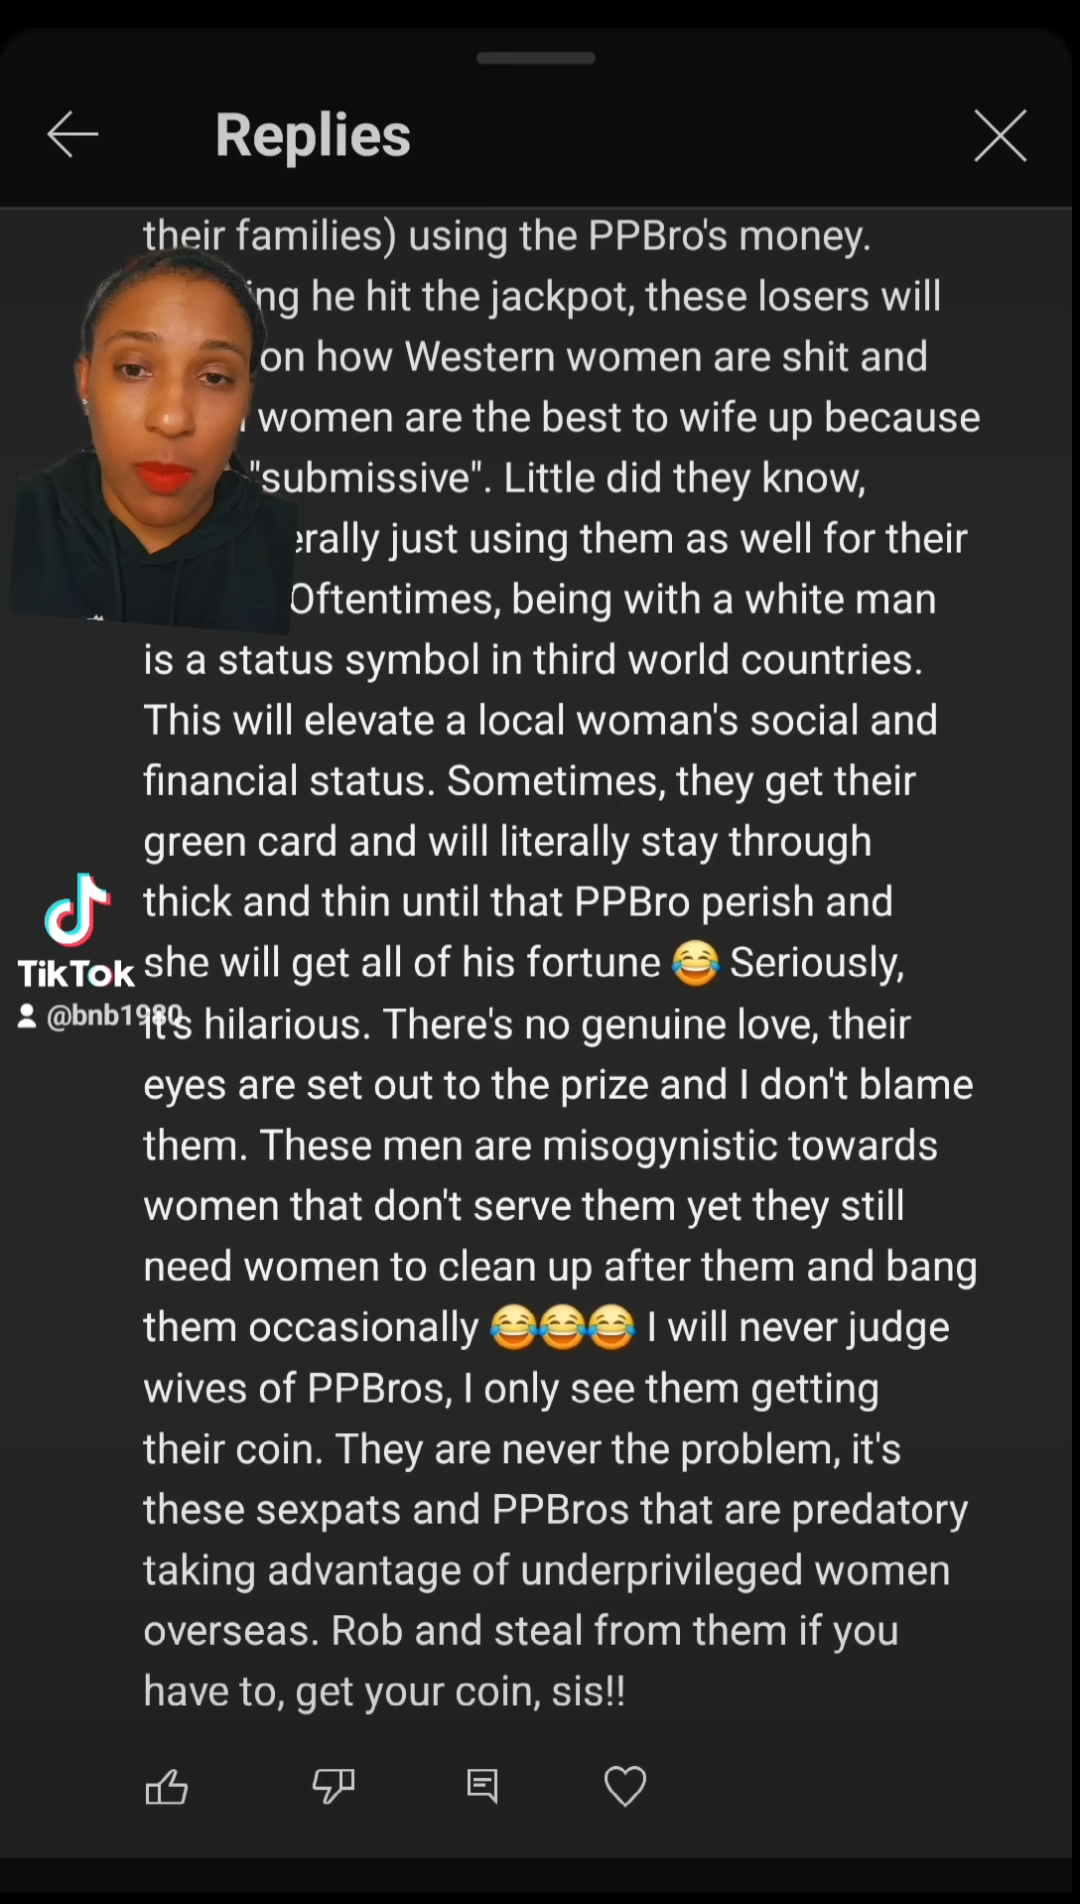 Replies
their families) using the PPBro's money.
ing he hit the jackpot, these losers will
on how Western women are shit and
women are the best to wife up because
"submissive". Little did they know,
erally just using them as well for their
Oftentimes, being with a white man
is a status symbol in third world countries.
This will elevate a local woman's social and
financial status. Sometimes, they get their
green card and will literally stay through
thick and thin until that PPBro perish and
she will get all of his fortune 😂 Seriously,
it's hilarious. There's no genuine love, their
eyes are set out to the prize and I don't blame
them. These men are misogynistic towards
women that don't serve them yet they still
need women to clean up after them and bang
them occasionally 😂😂😂 I will never judge
wives of PPBros, I only see them getting
their coin. They are never the problem, it's
these sexpats and PPBros that are predatory
taking advantage of underprivileged women
overseas. Rob and steal from them if you
have to, get your coin, sis!!
TikTok
@bnb1980